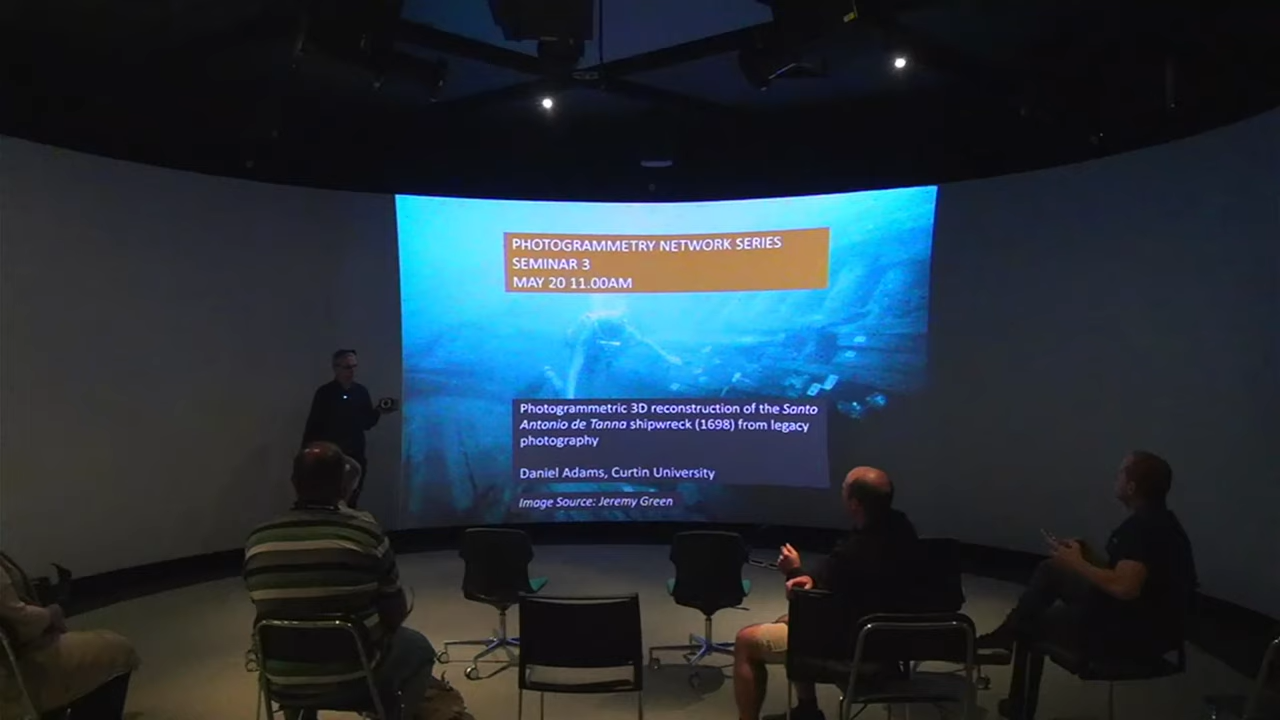 PHOTOGRAMMETRY NETWORK SERIES
SEMINAR 3
MAY 20 11.00AM
Photogrammetric 3D reconstruction of the Santo
Antonio de Tanna shipwreck (1698) from legacy
photography
Daniel Adams, Curtin University
Image Source: Jeremy Green